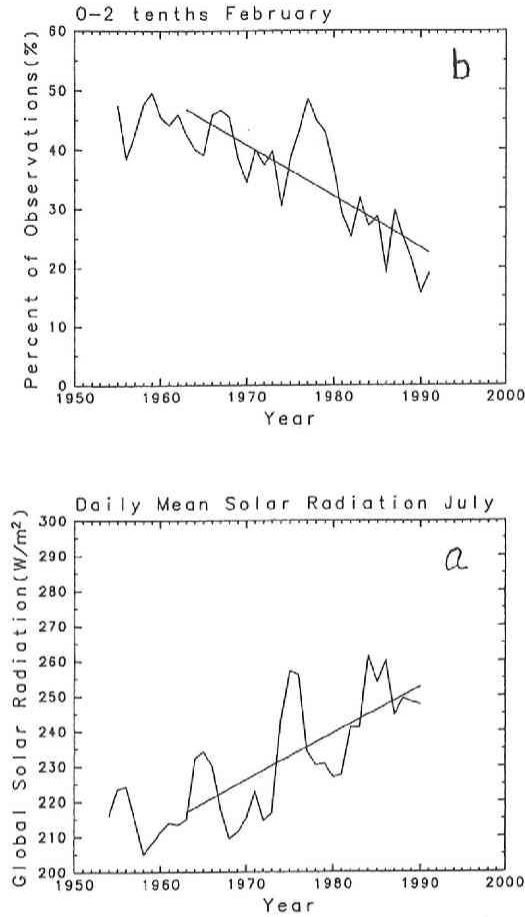 0-2 tenths February
b
Percent of Observations(%)
60
50
40
30
20
10
0
1950 1960 1970 1980 1990 2000
Year
Daily Mean Solar Radiation July
a
Global Solar Radiation(W/m²)
300
290
280
270
260
250
240
230
220
210
200
1950 1960 1970 1980 1990 2000
Year